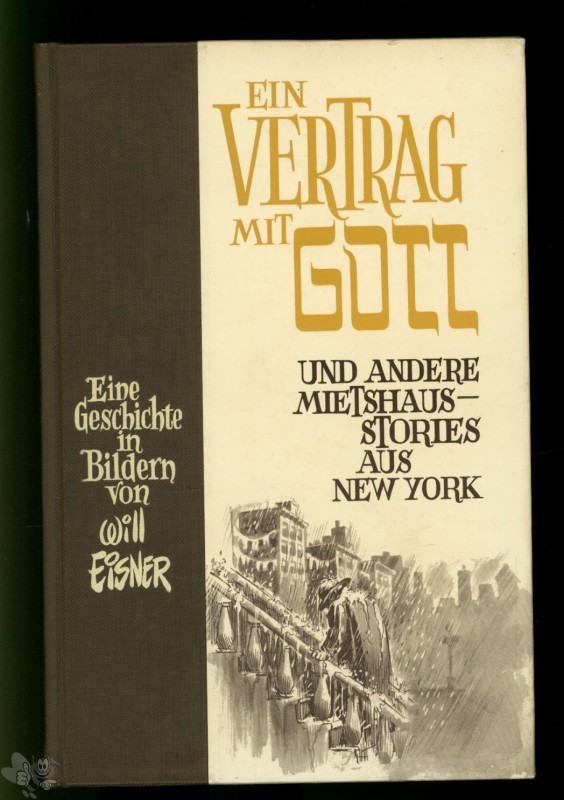 EIN
VERTRAG
MIT GOTT
UND ANDERE
MIETSHAUS—
STORIES
AUS
NEW YORK
Eine
Geschichte
in
Bildern
von
Will
EISNER